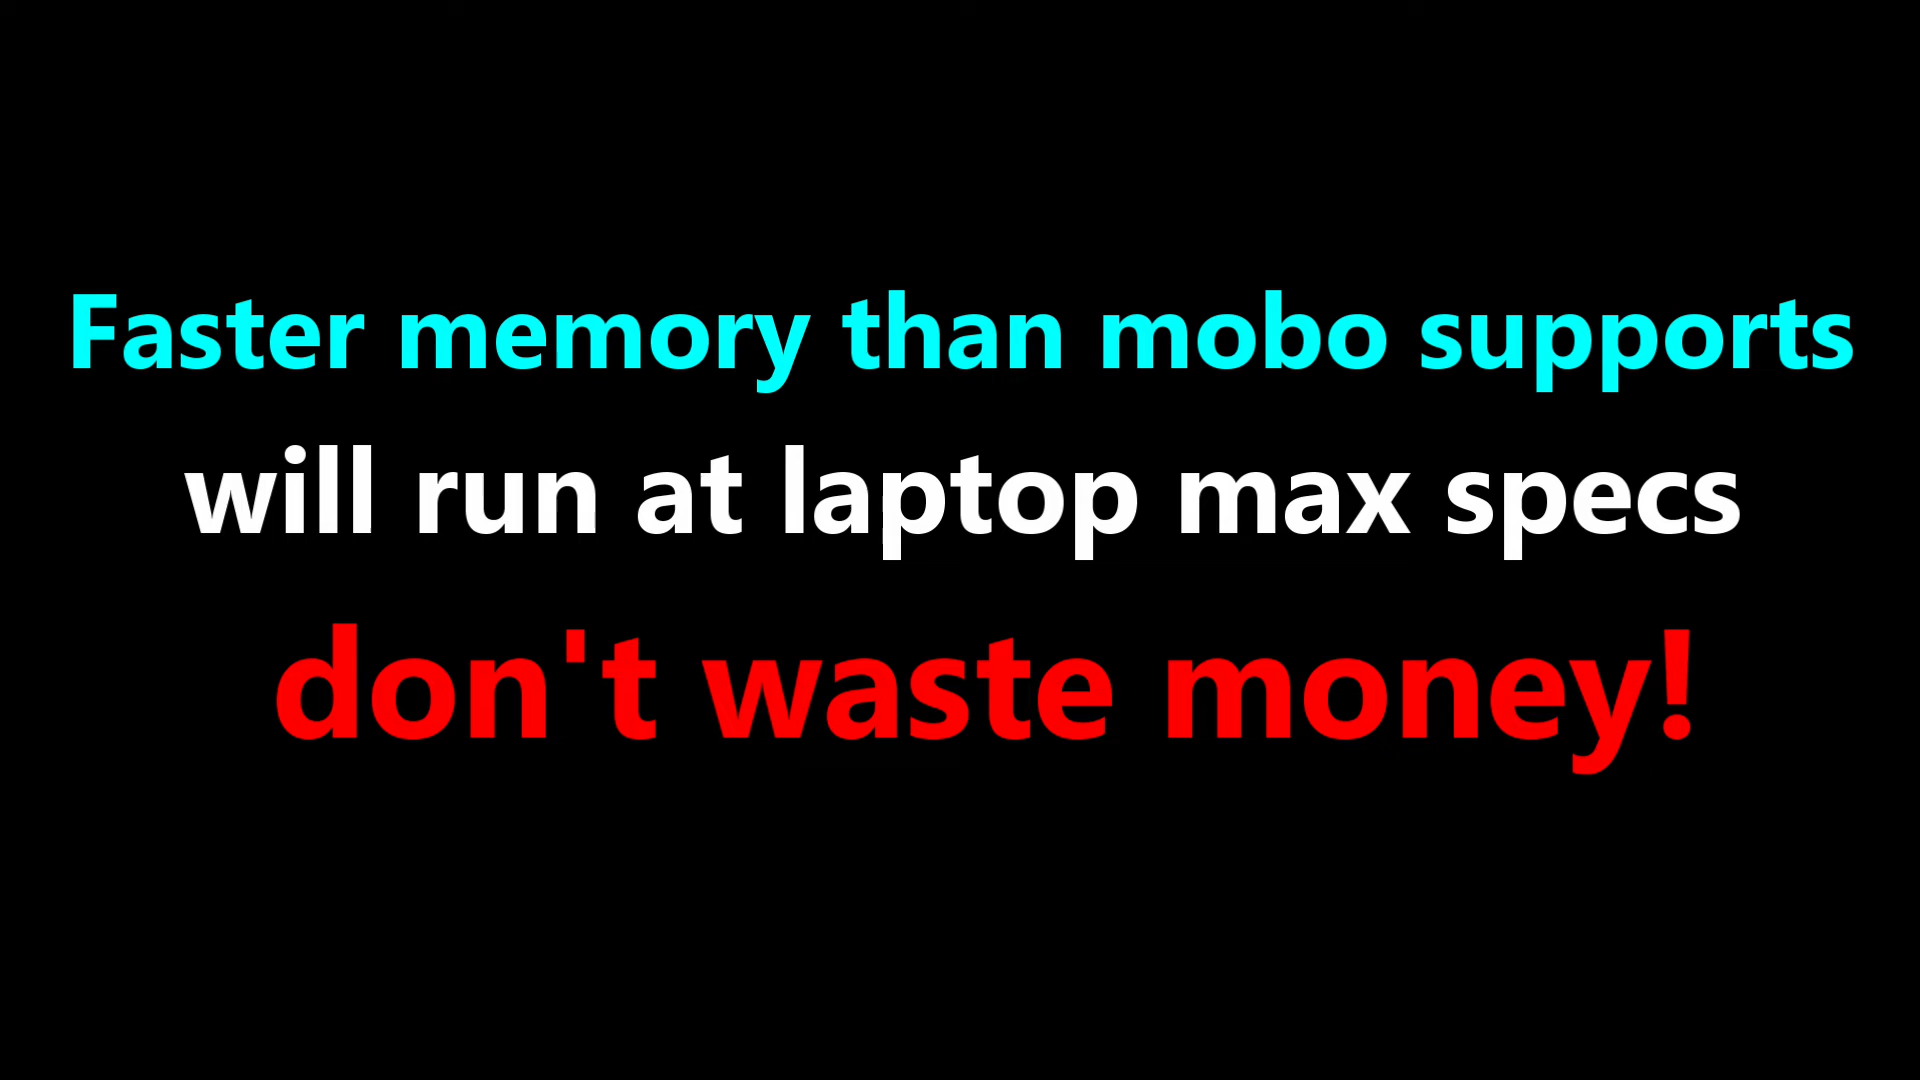 Faster memory than mobo supports
will run at laptop max specs
don't waste money!